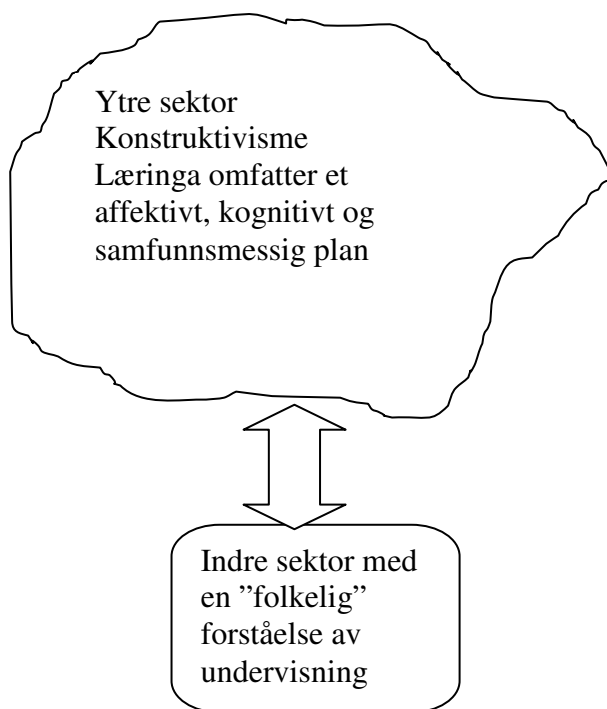 Ytre sektor
Konstruktivisme
Læringa omfatter et
affektivt, kognitivt og
samfunnsmessig plan
Indre sektor med
en ”folkelig”
forståelse av
undervisning